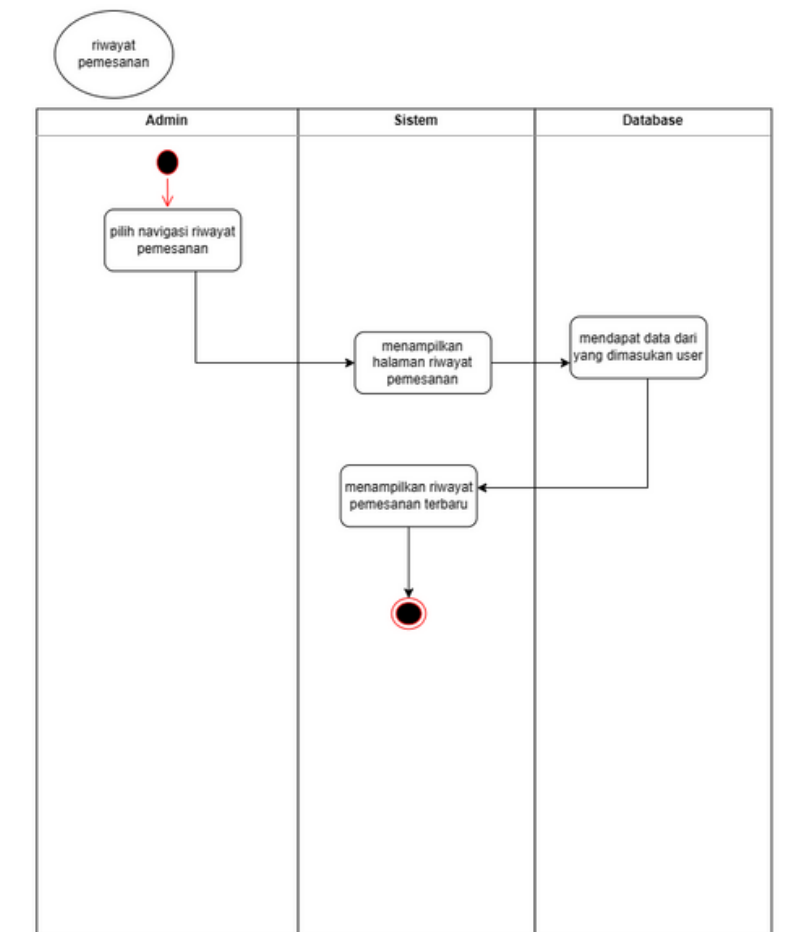 riwayat
pemesanan
Admin
Sistem
Database
pilih navigasi riwayat
pemesanan
menampilkan
halaman riwayat
pemesanan
mendapat data dari
yang dimasukan user
menampilkan riwayat
pemesanan terbaru